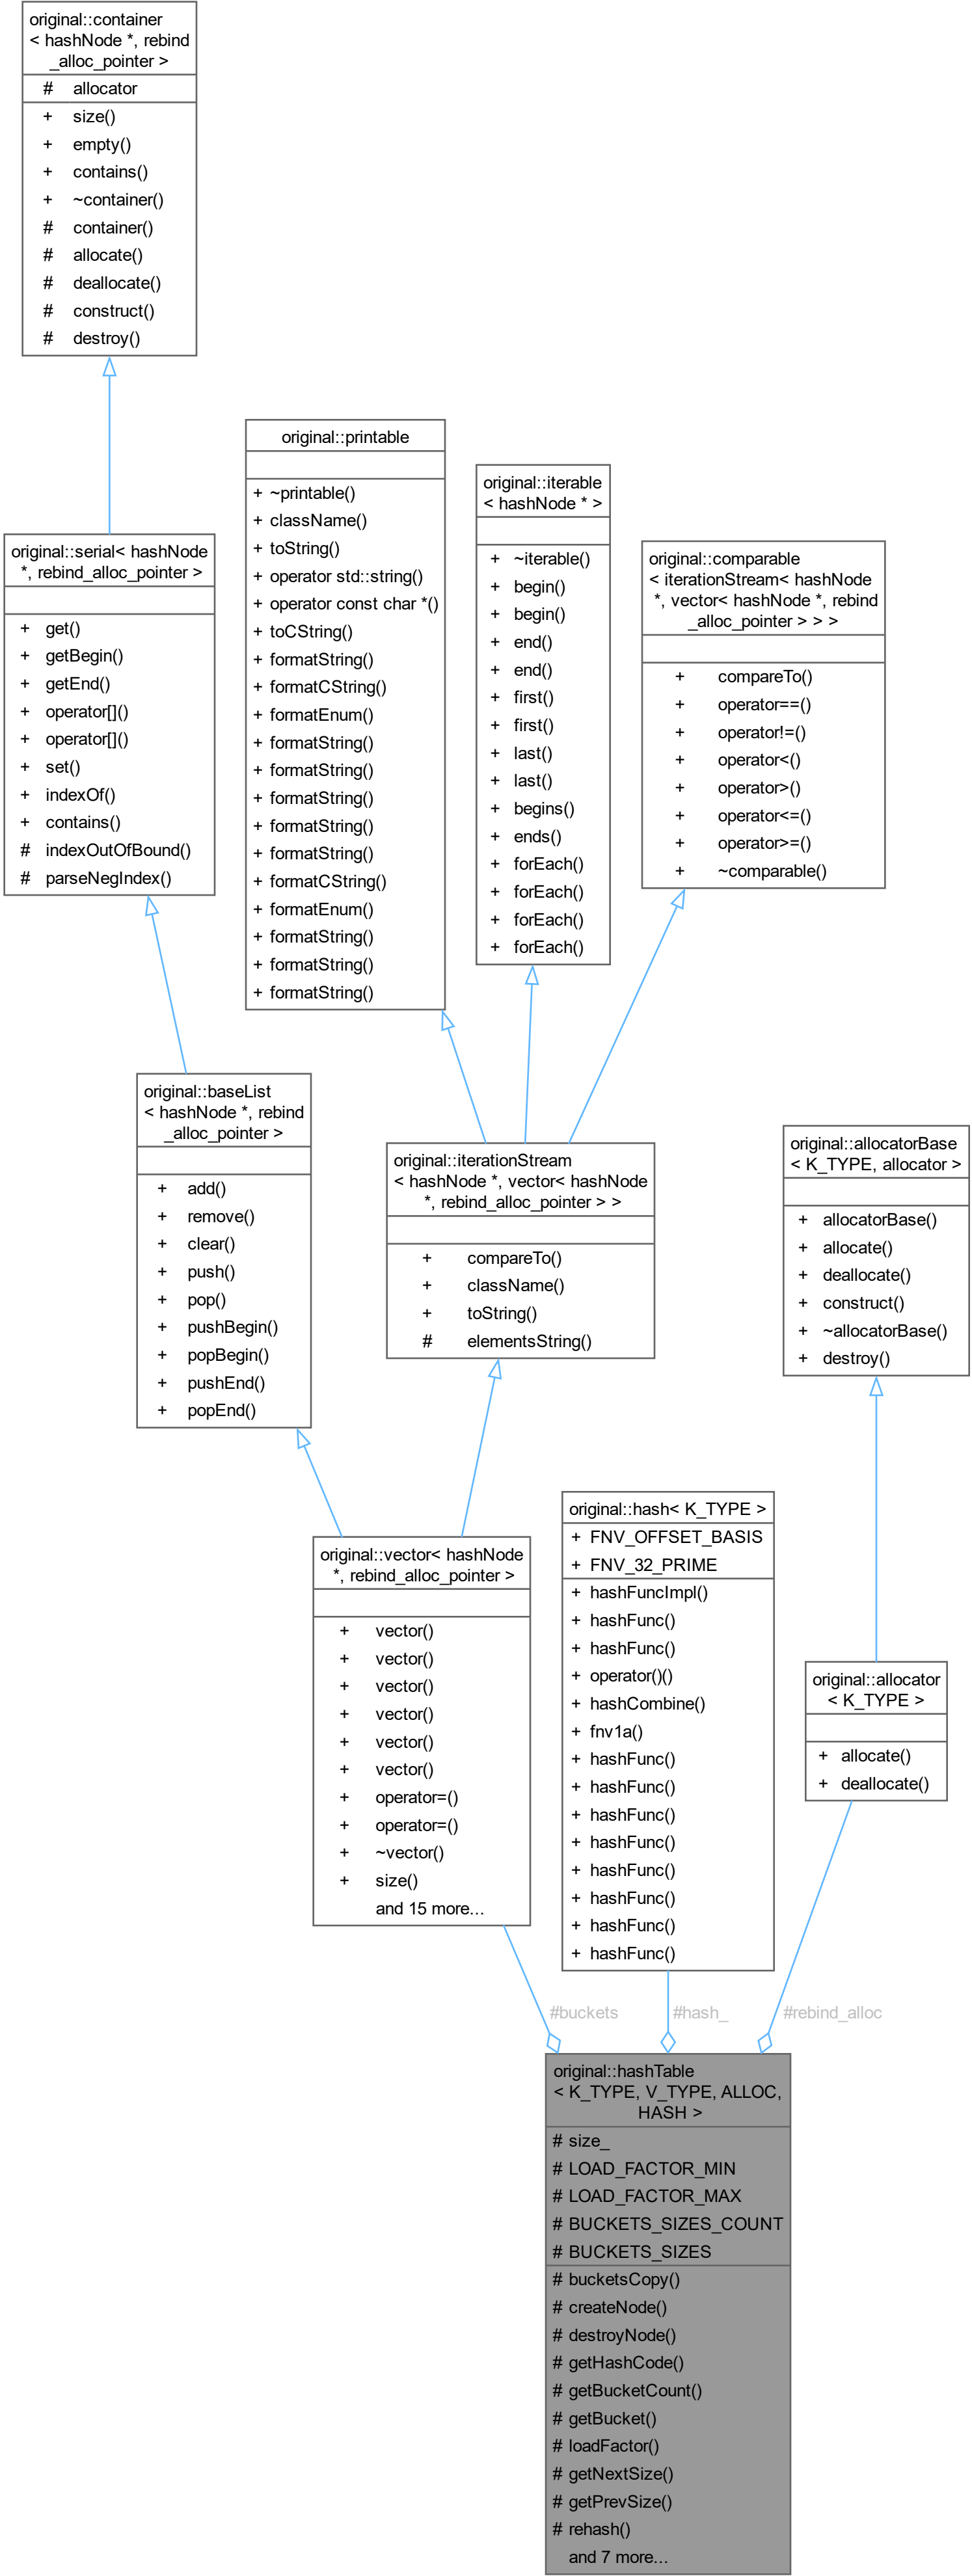 original::container
< hashNode *, rebind
_alloc_pointer >
# allocator
+ size()
+ empty()
+ contains()
+ ~container()
# container()
# allocate()
# deallocate()
# construct()
# destroy()
original::printable
+ ~printable()
+ className()
+ toString()
+ operator std::string()
+ operator const char *()
+ toCString()
+ formatString()
+ formatCString()
+ formatEnum()
+ formatString()
+ formatString()
+ formatString()
+ formatString()
+ formatString()
+ formatCString()
+ formatEnum()
+ formatString()
+ formatString()
+ formatString()
original::iterable
< hashNode * >
+ ~iterable()
+ begin()
+ begin()
+ end()
+ end()
+ first()
+ first()
+ last()
+ last()
+ begins()
+ ends()
+ forEach()
+ forEach()
+ forEach()
+ forEach()
original::serial< hashNode
*, rebind_alloc_pointer >
+ get()
+ getBegin()
+ getEnd()
+ operator[]()
+ operator[]()
+ set()
+ indexOf()
+ contains()
# indexOutOfBound()
# parseNegIndex()
original::comparable
< iterationStream< hashNode
*, vector< hashNode *, rebind
_alloc_pointer > > >
+ compareTo()
+ operator==()
+ operator!=()
+ operator<()
+ operator>()
+ operator<=()
+ operator>=()
+ ~comparable()
original::baseList
< hashNode *, rebind
_alloc_pointer >
+ add()
+ remove()
+ clear()
+ push()
+ pop()
+ pushBegin()
+ popBegin()
+ pushEnd()
+ popEnd()
original::iterationStream
< hashNode *, vector< hashNode
*, rebind_alloc_pointer > >
+ compareTo()
+ className()
+ toString()
# elementsString()
original::allocatorBase
< K_TYPE, allocator >
+ allocatorBase()
+ allocate()
+ deallocate()
+ construct()
+ ~allocatorBase()
+ destroy()
original::vector< hashNode
*, rebind_alloc_pointer >
+ vector()
+ vector()
+ vector()
+ vector()
+ vector()
+ vector()
+ operator=()
+ operator=()
+ ~vector()
+ size()
and 15 more...
original::hash< K_TYPE >
+ FNV_OFFSET_BASIS
+ FNV_32_PRIME
+ hashFuncImpl()
+ hashFunc()
+ hashFunc()
+ operator()()
+ hashCombine()
+ fnv1a()
+ hashFunc()
+ hashFunc()
+ hashFunc()
+ hashFunc()
+ hashFunc()
+ hashFunc()
+ hashFunc()
+ hashFunc()
original::allocator
< K_TYPE >
+ allocate()
+ deallocate()
#buckets
#hash_
#rebind_alloc
original::hashTable
< K_TYPE, V_TYPE, ALLOC,
HASH >
# size_
# LOAD_FACTOR_MIN
# LOAD_FACTOR_MAX
# BUCKETS_SIZES_COUNT
# BUCKETS_SIZES
# bucketsCopy()
# createNode()
# destroyNode()
# getHashCode()
# getBucketCount()
# getBucket()
# loadFactor()
# getNextSize()
# getPrevSize()
# rehash()
and 7 more...